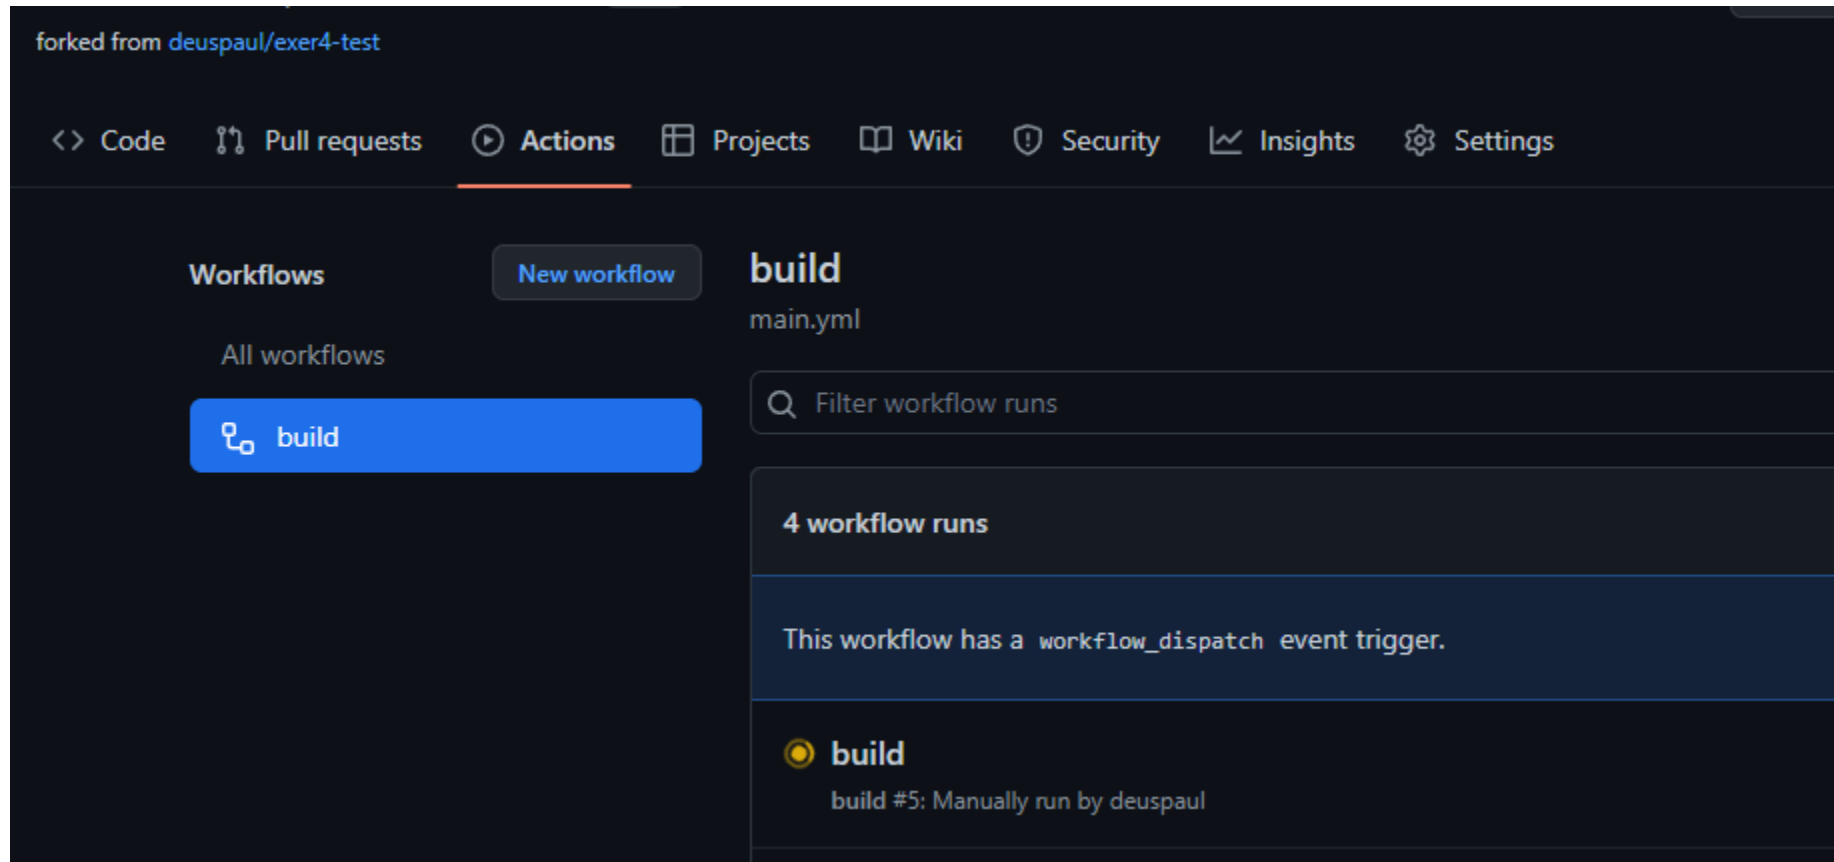 forked from deuspaul/exer4-test
Code Pull requests Actions Projects Wiki Security Insights Settings
Workflows
New workflow
All workflows
build
build
main.yml
Filter workflow runs
4 workflow runs
This workflow has a workflow_dispatch event trigger.
build
build #5: Manually run by deuspaul